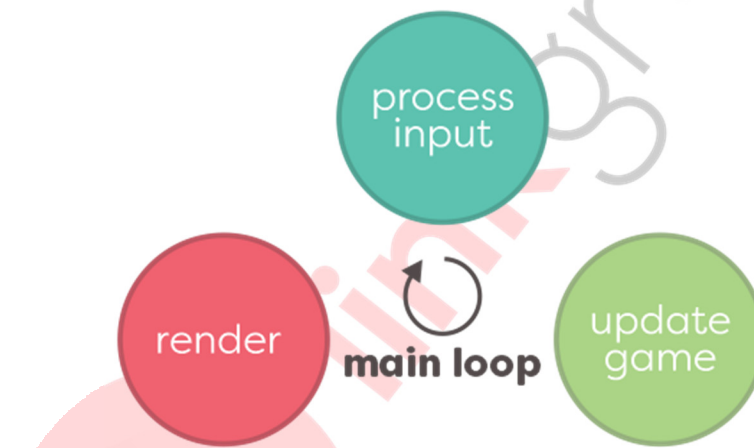 process
input
render
update
game
main loop